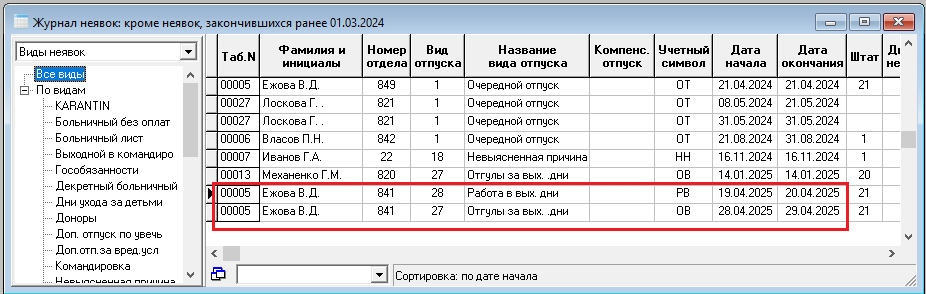 Журнал неявок: кроме неявок, закончившихся ранее 01.03.2024
Виды неявок
Все виды
По видам
KARANTIN
Больничный без оплат
Больничный лист
Выходной в командиро
Гособязанности
Декретный больничный
Дни ухода за детьми
Доноры
Доп. отпуск по увечь
Доп.отп.за вред.усл
Командировка
Невыясненная причина
Таб.N Фамилия и инициалы Номер отдела Вид отпуска Название вида отпуска Компенс. отпуск Учетный символ Дата начала Дата окончания Штат
00005 Ежова В.Д. 849 1 Очередной отпуск ОТ 21.04.2024 21.04.2024 21
00027 Лоскова Г. . 821 1 Очередной отпуск ОТ 08.05.2024 21.05.2024
00027 Лоскова Г. . 821 1 Очередной отпуск ОТ 31.05.2024 31.05.2024
00006 Власов П.Н. 842 1 Очередной отпуск ОТ 21.08.2024 31.08.2024 1
00007 Иванов Г.А. 22 18 Невыясненная причина НН 16.11.2024 16.11.2024 1
00013 Механенко Г.М. 820 27 Отгулы за вых. .дни ОВ 14.01.2025 14.01.2025 20
00005 Ежова В.Д. 841 28 Работа в вых. дни РВ 19.04.2025 20.04.2025 21
00005 Ежова В.Д. 841 27 Отгулы за вых. .дни ОВ 28.04.2025 29.04.2025 21
Сортировка: по дате начала